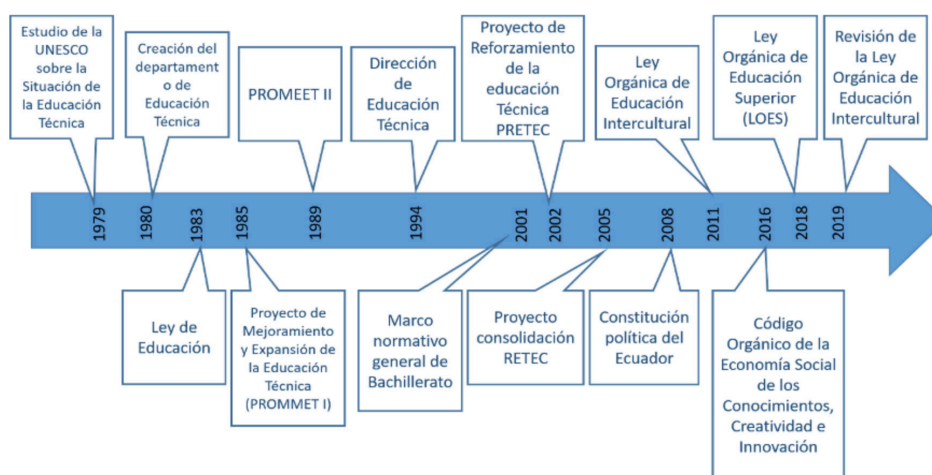 Estudio de la
UNESCO
sobre la
Situación de
la Educación
Técnica
Creación del
departament
o de
Educación
Técnica
PROMEET II
Dirección
de
Educación
Técnica
Proyecto de
Reforzamiento
de la
educación
Técnica
PRETEC
Ley
Orgánica de
Educación
Intercultural
Ley
Orgánica de
Educación
Superior
(LOES)
Revisión de
la Ley
Orgánica de
Educación
Intercultural
1979
1980
1983
1985
1989
1994
2001
2002
2005
2008
2011
2016
2018
2019
Ley de
Educación
Proyecto de
Mejoramiento
y Expansión de
la Educación
Técnica
(PROMMET I)
Marco
normativo
general de
Bachillerato
Proyecto
consolidación
RETEC
Constitución
política del
Ecuador
Código
Orgánico de la
Economía Social
de los
Conocimientos,
Creatividad e
Innovación